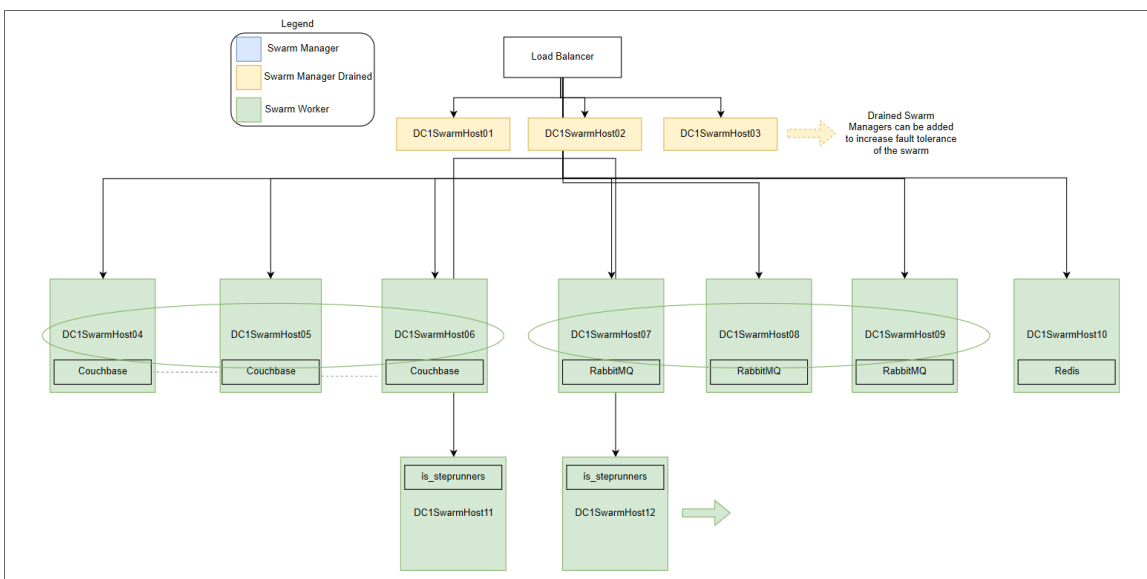 Legend
Swarm Manager
Swarm Manager Drained
Swarm Worker
Load Balancer
DC1SwarmHost01
DC1SwarmHost02
DC1SwarmHost03
Drained Swarm
Managers can be added
to increase fault tolerance
of the swarm
DC1SwarmHost04
DC1SwarmHost05
DC1SwarmHost06
DC1SwarmHost07
DC1SwarmHost08
DC1SwarmHost09
DC1SwarmHost10
Couchbase
Couchbase
Couchbase
RabbitMQ
RabbitMQ
RabbitMQ
Redis
is_steprunners
is_steprunners
DC1SwarmHost11
DC1SwarmHost12